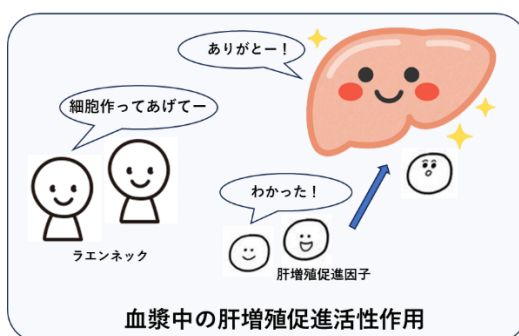 ありがとー！
細胞作ってあげてー
わかった！
ラエンネック
肝増殖促進因子
血漿中の肝増殖促進活性作用